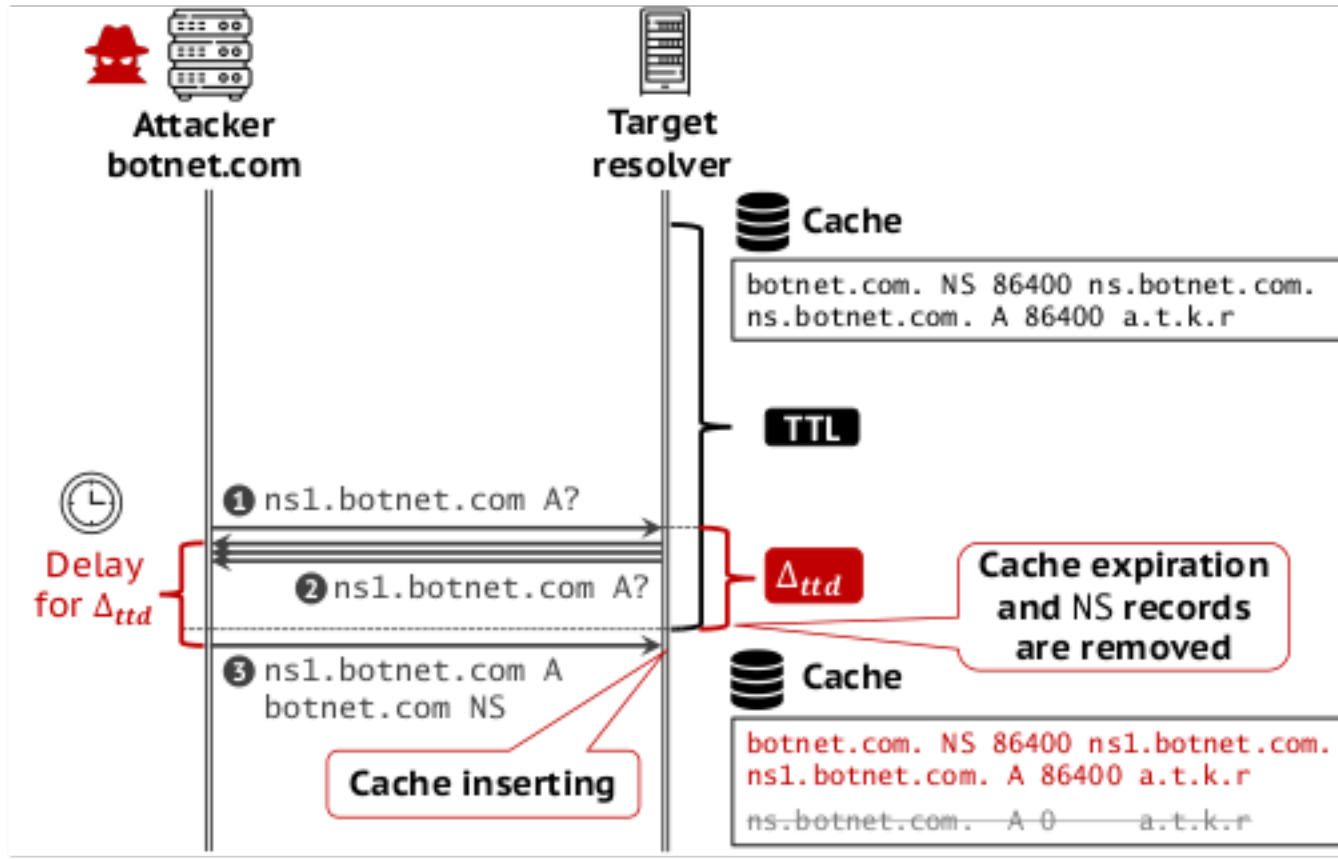 Attacker
botnet.com
Target
resolver
Cache
botnet.com. NS 86400 ns.botnet.com.
ns.botnet.com. A 86400 a.t.k.r
TTL
❶ ns1.botnet.com A?
Delay
for Δttd
❷ ns1.botnet.com A?
Δttd
Cache expiration
and NS records
are removed
❸ ns1.botnet.com A
botnet.com NS
Cache inserting
Cache
botnet.com. NS 86400 ns1.botnet.com.
ns1.botnet.com. A 86400 a.t.k.r
ns.botnet.com. A 0 a.t.k.r